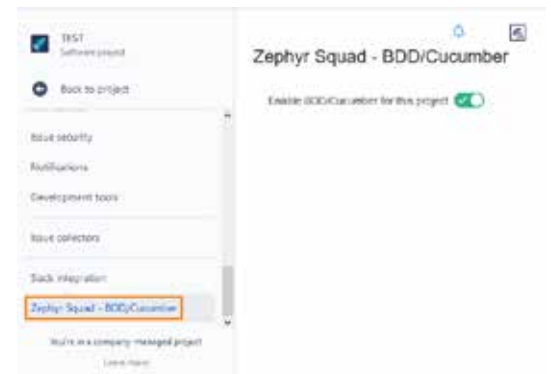 TEST
Software project
Back to project
Issue security
Notifications
Development tools
Issue collectors
Slack integration
Zephyr Squad - BDD/Cucumber
You're in a company-managed project
Learn more
Zephyr Squad - BDD/Cucumber
Enable BDD/Cucumber for this project